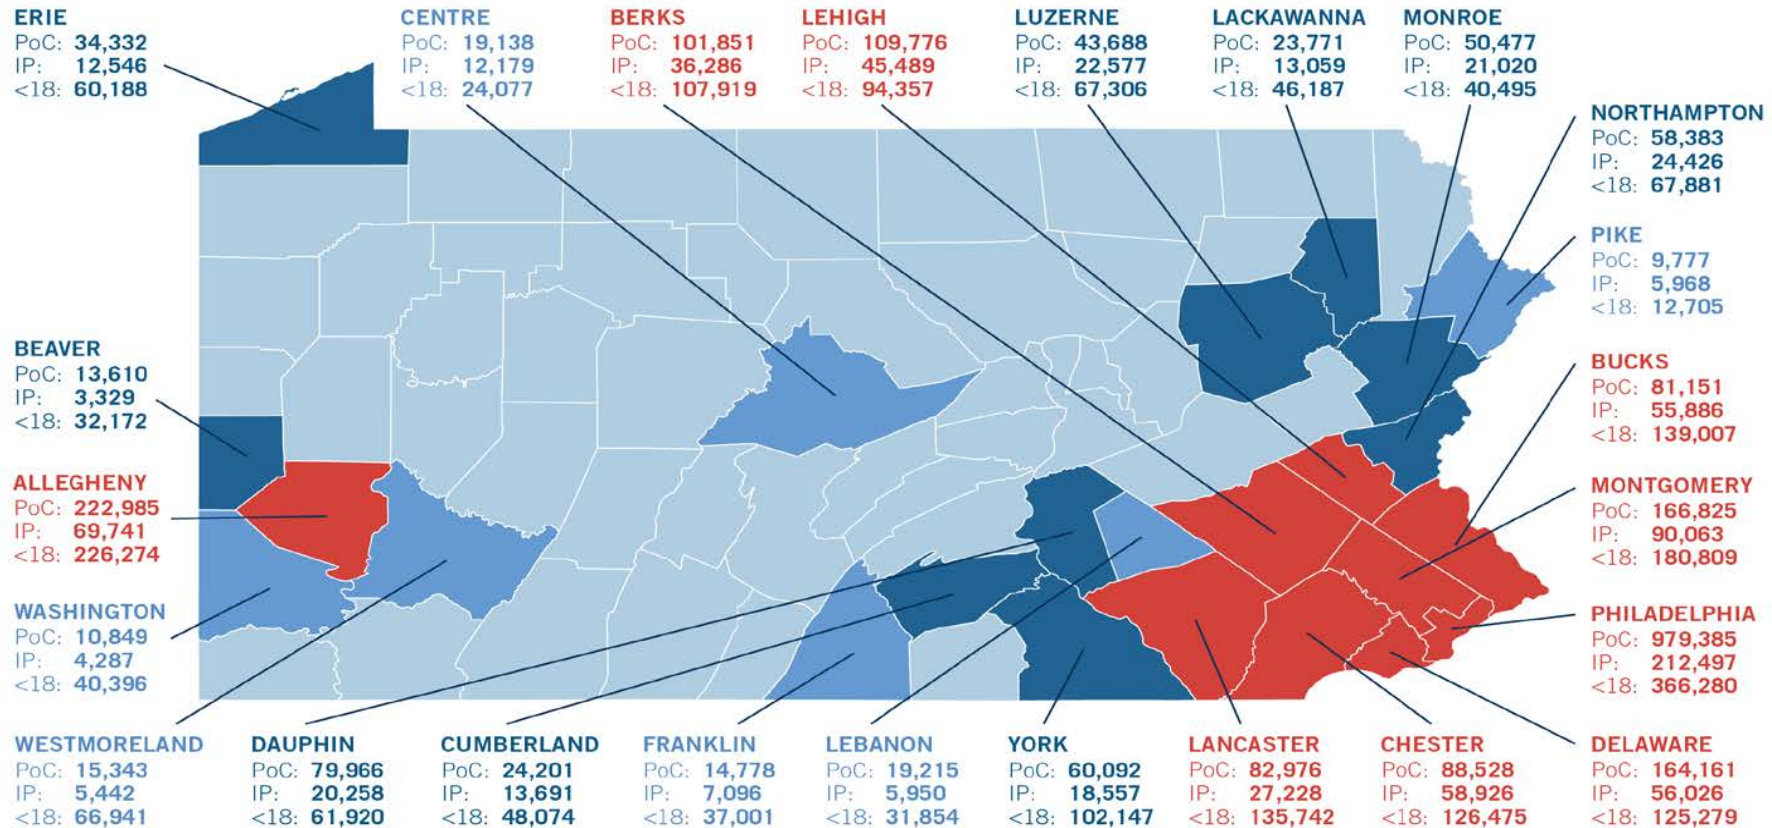 ERIE
PoC: 34,332
IP: 12,546
<18: 60,188
CENTRE
PoC: 19,138
IP: 12,179
<18: 24,077
BERKS
PoC: 101,851
IP: 36,286
<18: 107,919
LEHIGH
PoC: 109,776
IP: 45,489
<18: 94,357
LUZERNE
PoC: 43,688
IP: 22,577
<18: 67,306
LACKAWANNA
PoC: 23,771
IP: 13,059
<18: 46,187
MONROE
PoC: 50,477
IP: 21,020
<18: 40,495
NORTHAMPTON
PoC: 58,383
IP: 24,426
<18: 67,881
PIKE
PoC: 9,777
IP: 5,968
<18: 12,705
BEAVER
PoC: 13,610
IP: 3,329
<18: 32,172
BUCKS
PoC: 81,151
IP: 55,886
<18: 139,007
ALLEGHENY
PoC: 222,985
IP: 69,741
<18: 226,274
MONTGOMERY
PoC: 166,825
IP: 90,063
<18: 180,809
WASHINGTON
PoC: 10,849
IP: 4,287
<18: 40,396
PHILADELPHIA
PoC: 979,385
IP: 212,497
<18: 366,280
WESTMORELAND
PoC: 15,343
IP: 5,442
<18: 66,941
DAUPHIN
PoC: 79,966
IP: 20,258
<18: 61,920
CUMBERLAND
PoC: 24,201
IP: 13,691
<18: 48,074
FRANKLIN
PoC: 14,778
IP: 7,096
<18: 37,001
LEBANON
PoC: 19,215
IP: 5,950
<18: 31,854
YORK
PoC: 60,092
IP: 18,557
<18: 102,147
LANCASTER
PoC: 82,976
IP: 27,228
<18: 135,742
CHESTER
PoC: 88,528
IP: 58,926
<18: 126,475
DELAWARE
PoC: 164,161
IP: 56,026
<18: 125,279